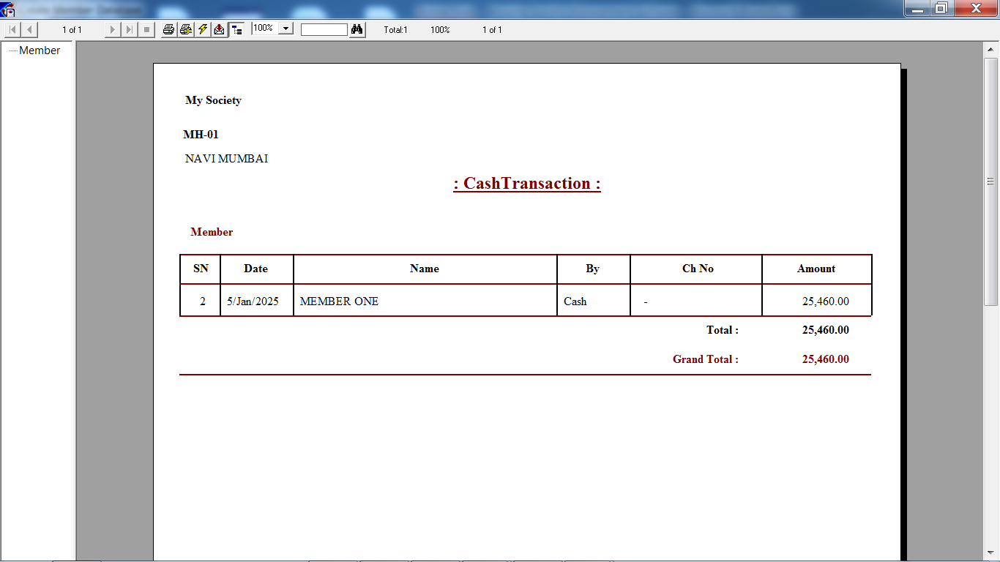 1 of 1 100% Total:1 100% 1 of 1
Member
My Society
MH-01
NAVI MUMBAI
: CashTransaction :
Member
SN Date Name By Ch No Amount
2 5/Jan/2025 MEMBER ONE Cash - 25,460.00
Total : 25,460.00
Grand Total : 25,460.00